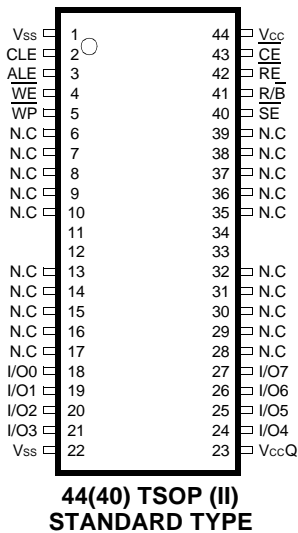 Vss 1 44 Vcc
CLE 2 43 CE
ALE 3 42 RE
WE 4 41 R/B
WP 5 40 SE
N.C 6 39 N.C
N.C 7 38 N.C
N.C 8 37 N.C
N.C 9 36 N.C
N.C 10 35 N.C
11 34
12 33
N.C 13 32 N.C
N.C 14 31 N.C
N.C 15 30 N.C
N.C 16 29 N.C
N.C 17 28 N.C
I/O0 18 27 I/O7
I/O1 19 26 I/O6
I/O2 20 25 I/O5
I/O3 21 24 I/O4
Vss 22 23 VccQ
44(40) TSOP (II)
STANDARD TYPE